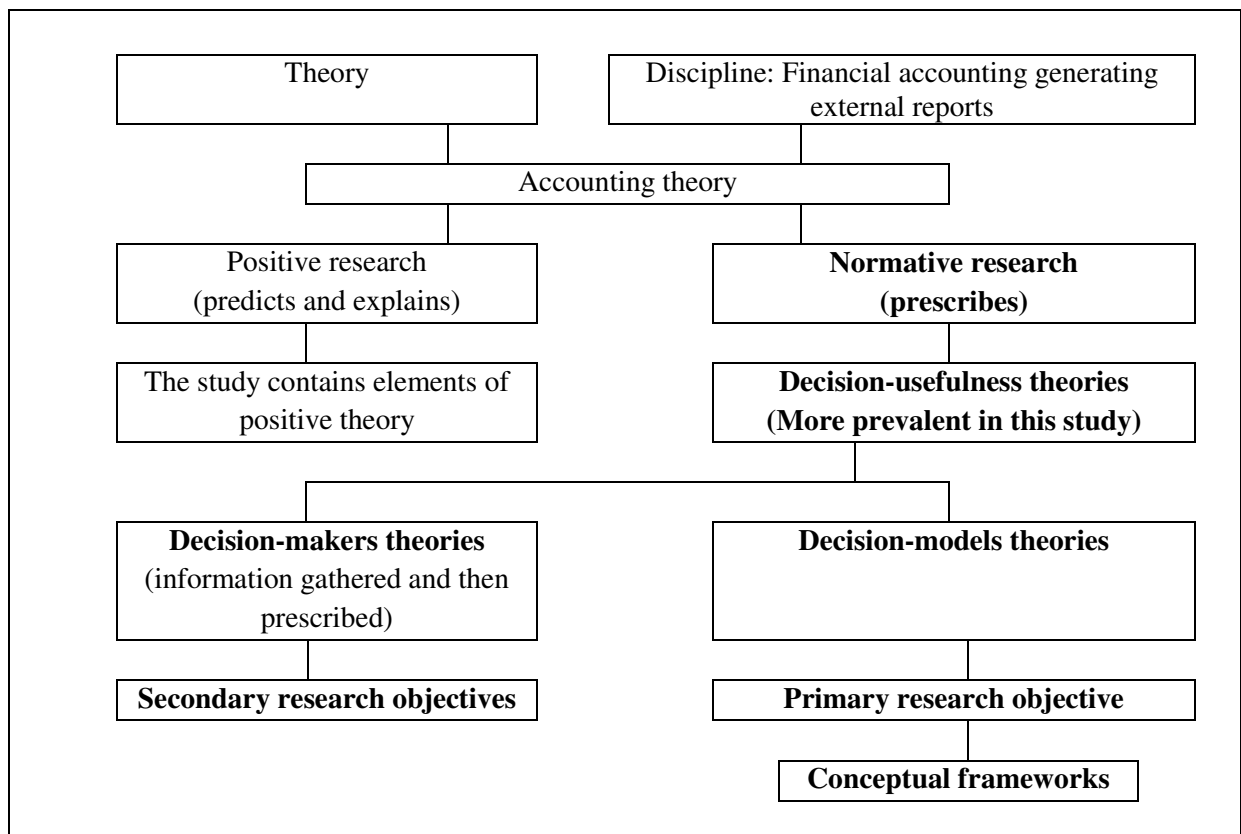 Theory
Discipline: Financial accounting generating
external reports
Accounting theory
Positive research
(predicts and explains)
Normative research
(prescribes)
The study contains elements of
positive theory
Decision-usefulness theories
(More prevalent in this study)
Decision-makers theories
(information gathered and then
prescribed)
Decision-models theories
Secondary research objectives
Primary research objective
Conceptual frameworks